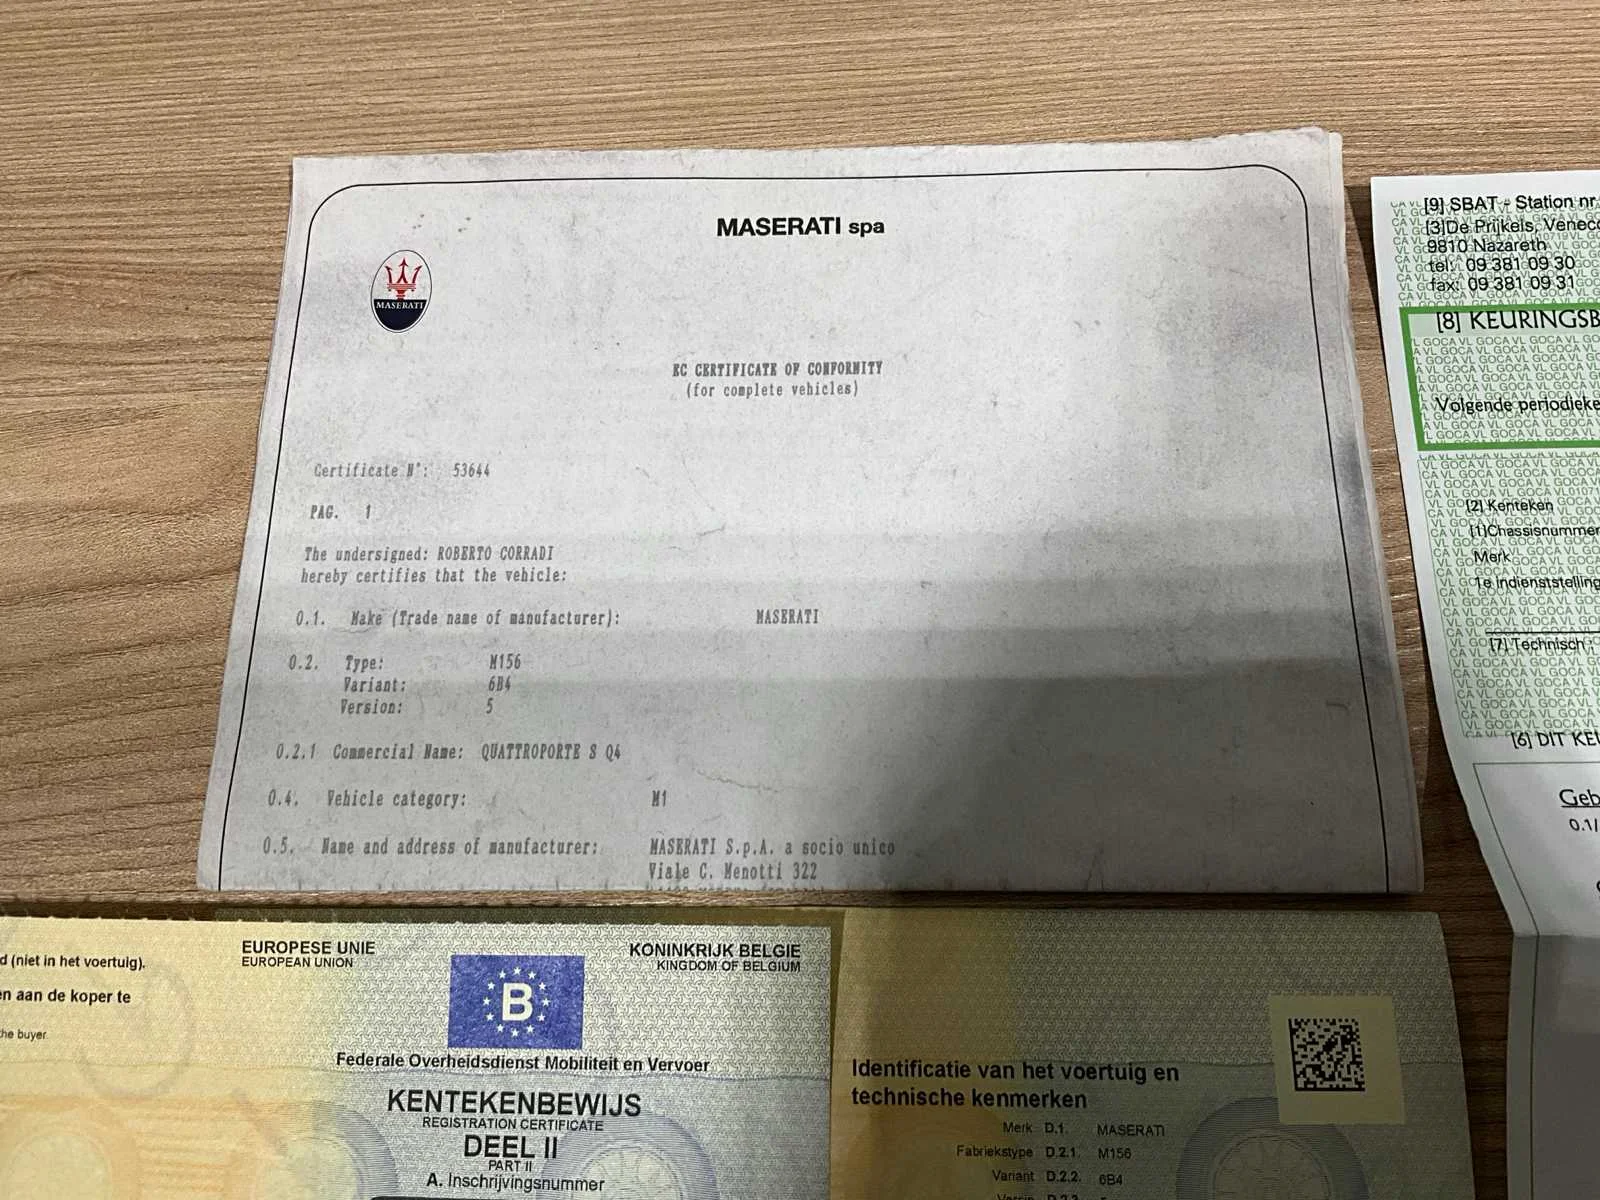 MASERATI spa
MASERATI
EC CERTIFICATE OF CONFORMITY
(for complete vehicles)
Certificate N°: 53644
PAG. 1
The undersigned: ROBERTO CORRADI
hereby certifies that the vehicle:
0.1. Make (Trade name of manufacturer): MASERATI
0.2. Type: M156
Variant: 6B4
Version: 5
0.2.1 Commercial Name: QUATTROPORTE S Q4
0.4. Vehicle category: M1
0.5. Name and address of manufacturer: MASERATI S.p.A. a socio unico
Viale C. Menotti 322
[9] SBAT - Station nr
[3]De Prijkels,
9810 Nazareth
tel: 09 381 09 30
fax: 09 381 09 31
[8]
Volgende
[2] Kenteken
[1]Chassisnummer
Merk
1e indienststelling
[7] Technisch
[6] DIT
0.1/
d (niet in het voertuig).
en aan de koper te
the buyer
EUROPESE UNIE
EUROPEAN UNION
B
KONINKRIJK BELGIE
KINGDOM OF BELGIUM
Federale Overheidsdienst Mobiliteit en Vervoer
KENTEKENBEWIJS
REGISTRATION CERTIFICATE
DEEL II
PART II
A. Inschrijvingsnummer
Identificatie van het voertuig en
technische kenmerken
Merk D.1. MASERATI
Fabriekstype D.2.1. M156
Variant D.2.2. 6B4